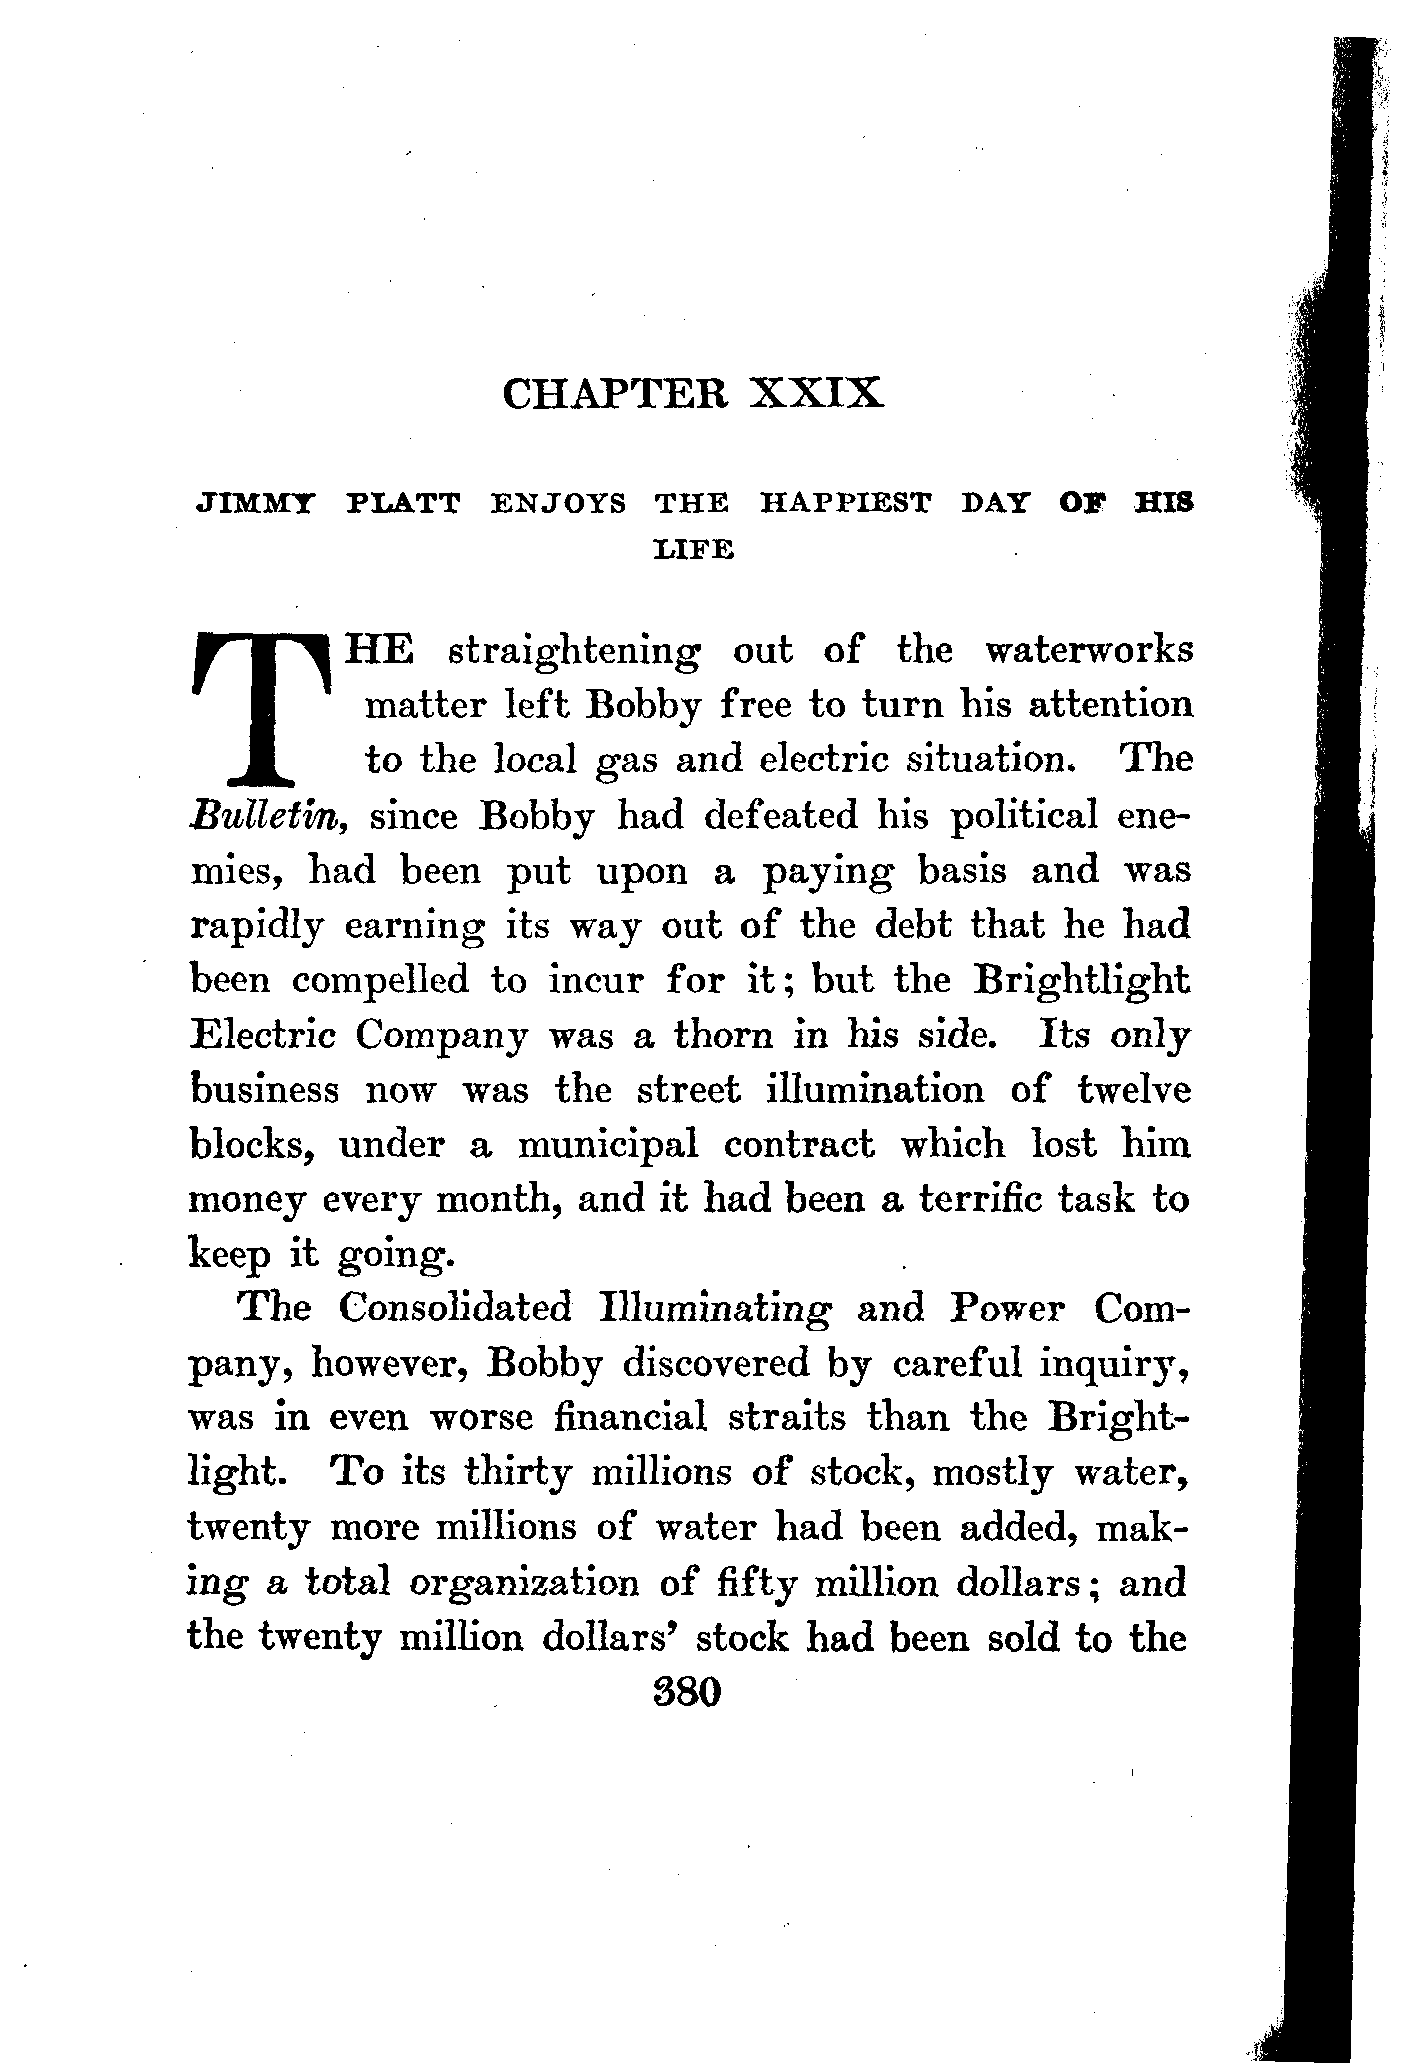 CHAPTER XXIX
JIMMY PLATT ENJOYS THE HAPPIEST DAY OF HIS
LIFE
THE straightening out of the waterworks
matter left Bobby free to turn his attention
to the local gas and electric situation. The
Bulletin, since Bobby had defeated his political ene-
mies, had been put upon a paying basis and was
rapidly earning its way out of the debt that he had
been compelled to incur for it; but the Brightlight
Electric Company was a thorn in his side. Its only
business now was the street illumination of twelve
blocks, under a municipal contract which lost him
money every month, and it had been a terrific task to
keep it going.
The Consolidated Illuminating and Power Com-
pany, however, Bobby discovered by careful inquiry,
was in even worse financial straits than the Bright-
light. To its thirty millions of stock, mostly water,
twenty more millions of water had been added, mak-
ing a total organization of fifty million dollars; and
the twenty million dollars' stock had been sold to the
380